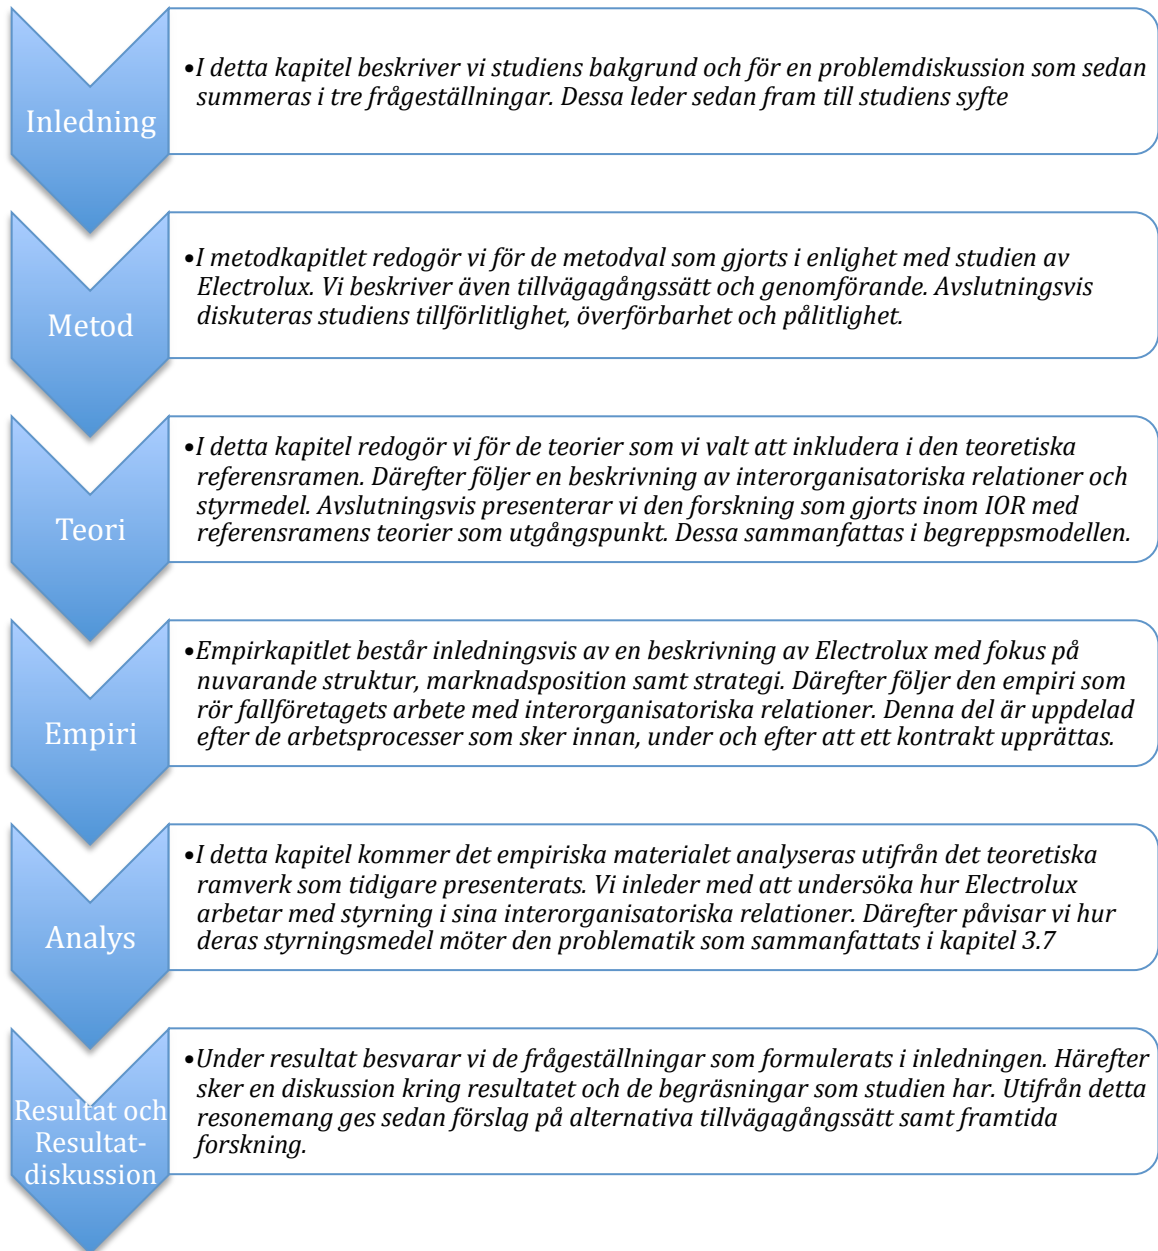 Inledning
•I detta kapitel beskriver vi studiens bakgrund och för en problemdiskussion som sedan
summeras i tre frågeställningar. Dessa leder sedan fram till studiens syfte
Metod
•I metodkapitlet redogör vi för de metodval som gjorts i enlighet med studien av
Electrolux. Vi beskriver även tillvägagångssätt och genomförande. Avslutningsvis
diskuteras studiens tillförlitlighet, överförbarhet och pålitlighet.
Teori
•I detta kapitel redogör vi för de teorier som vi valt att inkludera i den teoretiska
referensramen. Därefter följer en beskrivning av interorganisatoriska relationer och
styrmedel. Avslutningsvis presenterar vi den forskning som gjorts inom IOR med
referensramens teorier som utgångspunkt. Dessa sammanfattas i begreppsmodellen.
Empiri
•Empirkapitlet består inledningsvis av en beskrivning av Electrolux med fokus på
nuvarande struktur, marknadsposition samt strategi. Därefter följer den empiri som
rör fallföretagets arbete med interorganisatoriska relationer. Denna del är uppdelad
efter de arbetsprocesser som sker innan, under och efter att ett kontrakt upprättas.
Analys
•I detta kapitel kommer det empiriska materialet analyseras utifrån det teoretiska
ramverk som tidigare presenterats. Vi inleder med att undersöka hur Electrolux
arbetar med styrning i sina interorganisatoriska relationer. Därefter påvisar vi hur
deras styrningsmedel möter den problematik som sammanfattats i kapitel 3.7
Resultat och
Resultat-
diskussion
•Under resultat besvarar vi de frågeställningar som formulerats i inledningen. Härefter
sker en diskussion kring resultatet och de begräsningar som studien har. Utifrån detta
resonemang ges sedan förslag på alternativa tillvägagångssätt samt framtida
forskning.